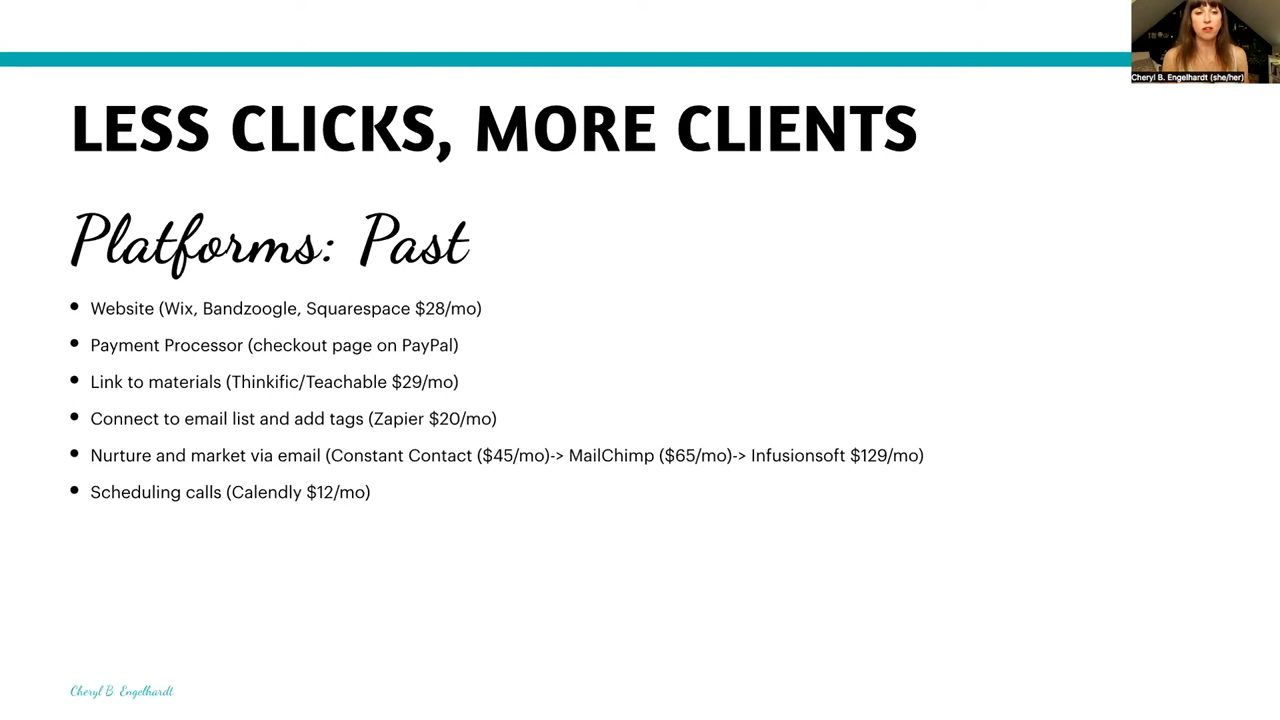 Cheryl B. Engelhardt (she/her)
LESS CLICKS, MORE CLIENTS
Platforms: Past
• Website (Wix, Bandzoogle, Squarespace $28/mo)
• Payment Processor (checkout page on PayPal)
• Link to materials (Thinkific/Teachable $29/mo)
• Connect to email list and add tags (Zapier $20/mo)
• Nurture and market via email (Constant Contact ($45/mo)-> MailChimp ($65/mo)-> Infusionsoft $129/mo)
• Scheduling calls (Calendly $12/mo)
Cheryl B. Engelhardt